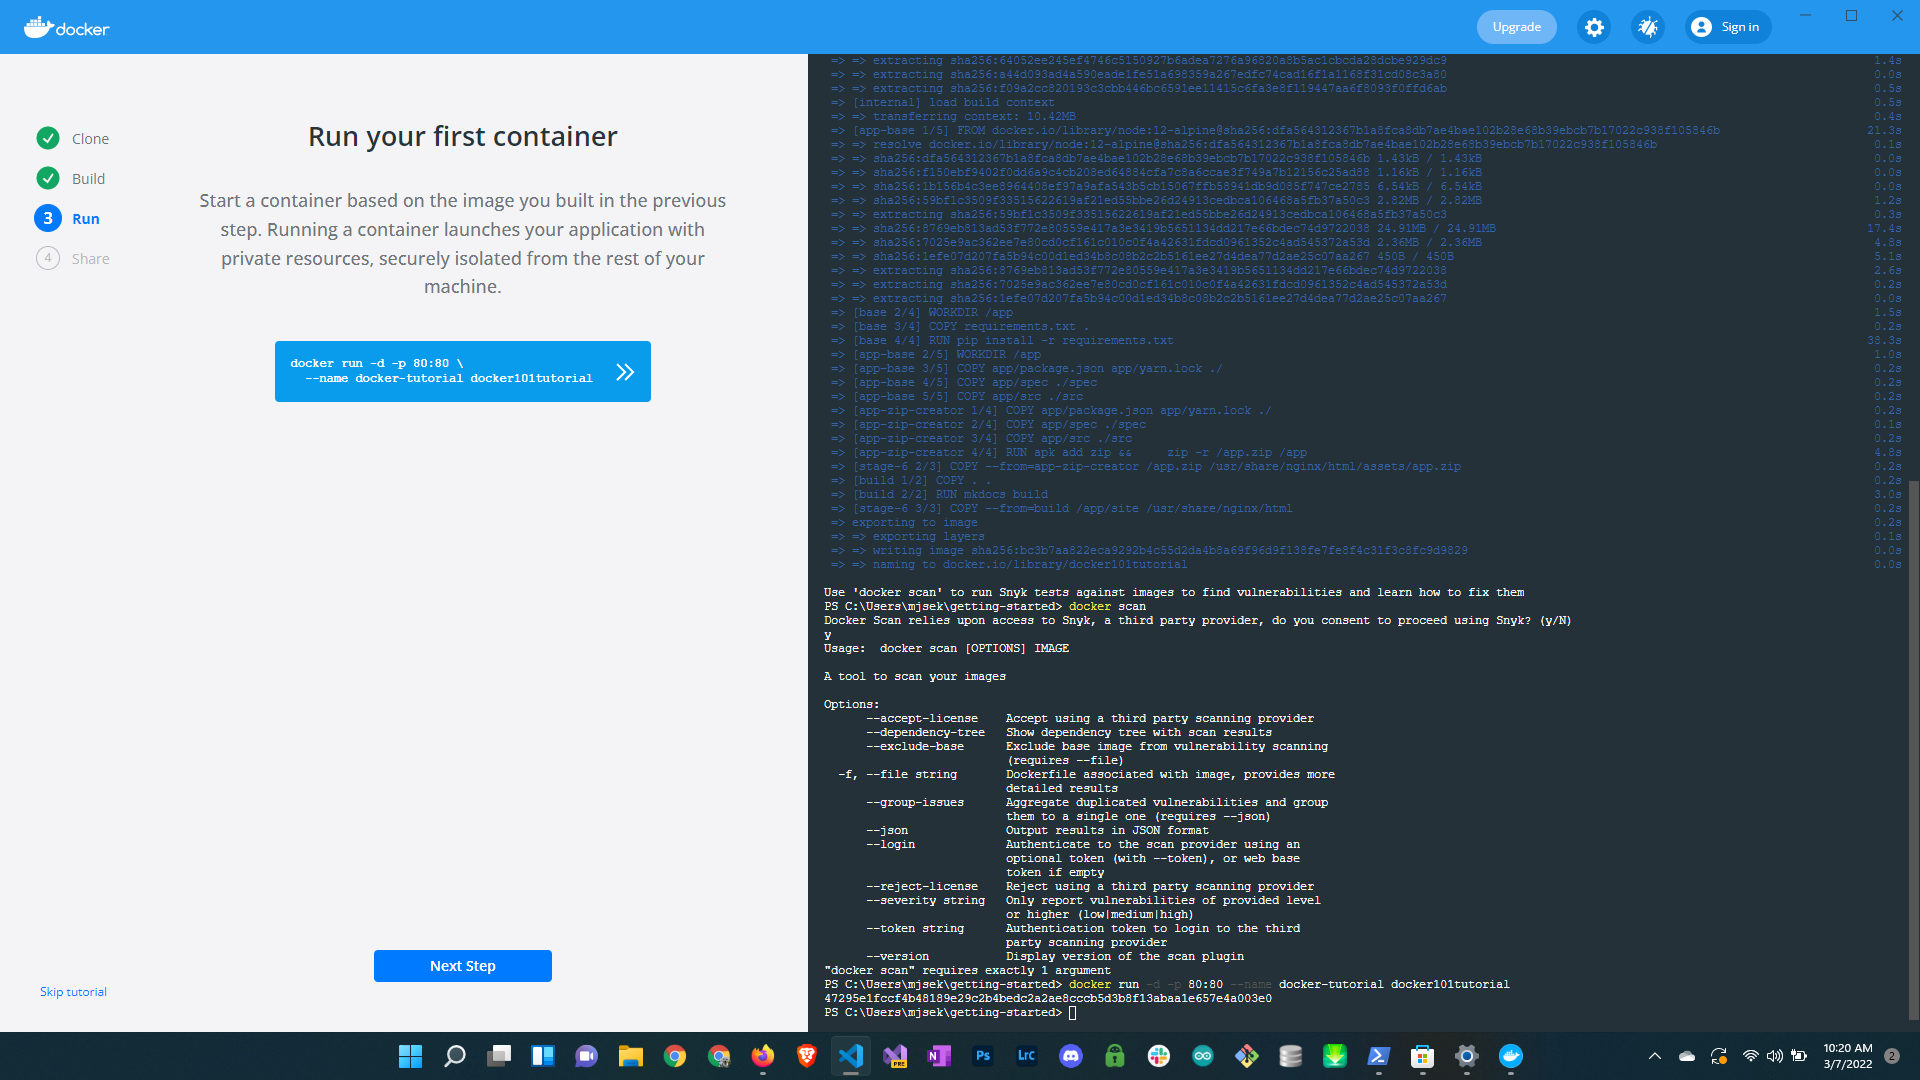 docker
Upgrade
Sign in
Clone
Build
3 Run
4 Share
Run your first container
Start a container based on the image you built in the previous
step. Running a container launches your application with
private resources, securely isolated from the rest of your
machine.
docker run -d -p 80:80 \
--name docker-tutorial docker101tutorial
Next Step
Skip tutorial
=> => extracting sha256:64052ee245ef4746c5150927b6adea7276a96820a8b5ac1cbcda28dcbe929dc9 1.4s
=> => extracting sha256:a44d093ad4a590eade1fe51a698359a267edfc74cad16f1a1168f31cd08c3a80 0.0s
=> => extracting sha256:f09a2cc820193c3cbb446bc6591ee11415c6fa3e8f119447aa6f8093f0ffd6ab 0.5s
=> [internal] load build context 0.5s
=> => transferring context: 10.42MB 0.4s
=> [app-base 1/5] FROM docker.io/library/node:12-alpine@sha256:dfa564312367b1a8fca8db7ae4bae102b28e68b39ebcb7b17022c938f105846b 21.3s
=> => resolve docker.io/library/node:12-alpine@sha256:dfa564312367b1a8fca8db7ae4bae102b28e68b39ebcb7b17022c938f105846b 0.1s
=> => sha256:dfa564312367b1a8fca8db7ae4bae102b28e68b39ebcb7b17022c938f105846b 1.43kB / 1.43kB 0.0s
=> => sha256:f150ebf9402f0dd6a9c4cb208ed64884cfa7c8a6ccae3f749a7b12156c25ad88 1.16kB / 1.16kB 0.0s
=> => sha256:1b156b4c3ee8964408ef97a9afa543b5cb15067ffb58941db9d085f747ce2785 6.54kB / 6.54kB 0.0s
=> => sha256:59bf1c3509f33515622619af21ed55bbe26d24913cedbca106468a5fb37a50c3 2.82MB / 2.82MB 1.2s
=> => extracting sha256:59bf1c3509f33515622619af21ed55bbe26d24913cedbca106468a5fb37a50c3 0.3s
=> => sha256:8769eb813ad53f772e80559e417a3e3419b5651134dd217e66bdec74d9722038 24.91MB / 24.91MB 17.4s
=> => sha256:7025e9ac362ee7e80cd0cf161c010c0f4a42631fdcd0961352c4ad545372a53d 2.36MB / 2.36MB 4.8s
=> => sha256:1efe07d207fa5b94c00d1ed34b8c08b2c2b5161ee27d4dea77d2ae25c07aa267 450B / 450B 5.1s
=> => extracting sha256:8769eb813ad53f772e80559e417a3e3419b5651134dd217e66bdec74d9722038 2.6s
=> => extracting sha256:7025e9ac362ee7e80cd0cf161c010c0f4a42631fdcd0961352c4ad545372a53d 0.2s
=> => extracting sha256:1efe07d207fa5b94c00d1ed34b8c08b2c2b5161ee27d4dea77d2ae25c07aa267 0.0s
=> [base 2/4] WORKDIR /app 1.5s
=> [base 3/4] COPY requirements.txt . 0.2s
=> [base 4/4] RUN pip install -r requirements.txt 38.3s
=> [app-base 2/5] WORKDIR /app 1.0s
=> [app-base 3/5] COPY app/package.json app/yarn.lock ./ 0.2s
=> [app-base 4/5] COPY app/spec ./spec 0.2s
=> [app-base 5/5] COPY app/src ./src 0.2s
=> [app-zip-creator 1/4] COPY app/package.json app/yarn.lock ./ 0.2s
=> [app-zip-creator 2/4] COPY app/spec ./spec 0.1s
=> [app-zip-creator 3/4] COPY app/src ./src 0.2s
=> [app-zip-creator 4/4] RUN apk add zip && zip -r /app.zip /app 4.8s
=> [stage-6 2/3] COPY --from=app-zip-creator /app.zip /usr/share/nginx/html/assets/app.zip 0.2s
=> [build 1/2] COPY . . 0.2s
=> [build 2/2] RUN mkdocs build 3.0s
=> [stage-6 3/3] COPY --from=build /app/site /usr/share/nginx/html 0.2s
=> exporting to image 0.2s
=> => exporting layers 0.1s
=> => writing image sha256:bc3b7aa822eca9292b4c55d2da4b8a69f96d9f138fe7fe8f4c31f3c8fc9d9829 0.0s
=> => naming to docker.io/library/docker101tutorial 0.0s
Use 'docker scan' to run Snyk tests against images to find vulnerabilities and learn how to fix them
PS C:\Users\mjsek\getting-started> docker scan
Docker Scan relies upon access to Snyk, a third party provider, do you consent to proceed using Snyk? (y/N)
y
Usage: docker scan [OPTIONS] IMAGE
A tool to scan your images
Options:
--accept-license Accept using a third party scanning provider
--dependency-tree Show dependency tree with scan results
--exclude-base Exclude base image from vulnerability scanning
(requires --file)
-f, --file string Dockerfile associated with image, provides more
detailed results
--group-issues Aggregate duplicated vulnerabilities and group
them to a single one (requires --json)
--json Output results in JSON format
--login Authenticate to the scan provider using an
optional token (with --token), or web base
token if empty
--reject-license Reject using a third party scanning provider
--severity string Only report vulnerabilities of provided level
or higher (low|medium|high)
--token string Authentication token to login to the third
party scanning provider
--version Display version of the scan plugin
"docker scan" requires exactly 1 argument
PS C:\Users\mjsek\getting-started> docker run -d -p 80:80 --name docker-tutorial docker101tutorial
47295e1fccf4b48189e29c2b4bedc2a2ae8cccb5d3b8f13abaa1e657e4a003e0
PS C:\Users\mjsek\getting-started>
PRE
N
Ps
LrC
10:20 AM
3/7/2022
2